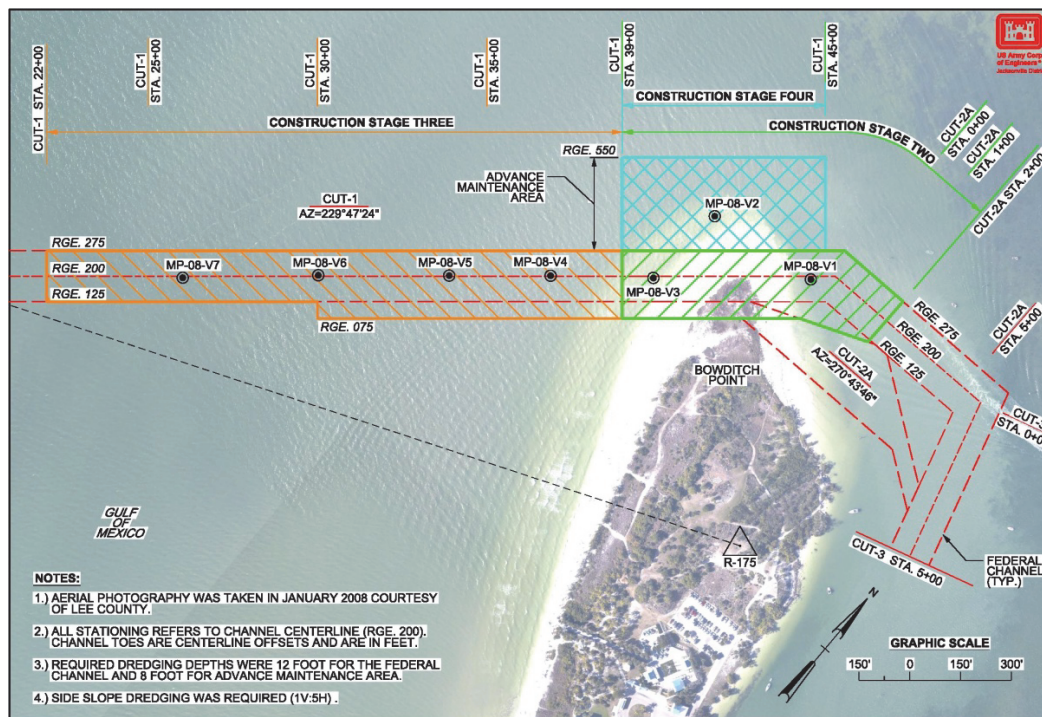 CUT-1 STA. 22+00
CUT-1
STA. 25+00
CUT-1
STA. 30+00
CUT-1
STA. 35+00
CUT-1
STA. 39+00
CUT-1
STA. 45+00
US Army Corps
of Engineers®
Jacksonville District
CONSTRUCTION STAGE FOUR
CONSTRUCTION STAGE THREE
CONSTRUCTION STAGE TWO
CUT-2A
STA. 0+00
CUT-2A
STA. 1+00
CUT-2A STA. 2+00
RGE. 550
ADVANCE
MAINTENANCE
AREA
CUT-1
AZ=229°47'24"
MP-08-V2
RGE. 275
RGE. 200
RGE. 125
MP-08-V7
MP-08-V6
MP-08-V5
MP-08-V4
MP-08-V3
MP-08-V1
RGE. 075
RGE. 275
RGE. 200
RGE. 125
CUT-2A
STA. 5+00
CUT-2A
AZ=270°43'46"
BOWDITCH
POINT
CUT-3
STA. 0+00
GULF
OF
MEXICO
R-175
CUT-3 STA. 5+00
FEDERAL
CHANNEL
(TYP.)
N
NOTES:
1.) AERIAL PHOTOGRAPHY WAS TAKEN IN JANUARY 2008 COURTESY
OF LEE COUNTY.
2.) ALL STATIONING REFERS TO CHANNEL CENTERLINE (RGE. 200).
CHANNEL TOES ARE CENTERLINE OFFSETS AND ARE IN FEET.
3.) REQUIRED DREDGING DEPTHS WERE 12 FOOT FOR THE FEDERAL
CHANNEL AND 8 FOOT FOR ADVANCE MAINTENANCE AREA.
4.) SIDE SLOPE DREDGING WAS REQUIRED (1V:5H) .
GRAPHIC SCALE
150' 0 150' 300'